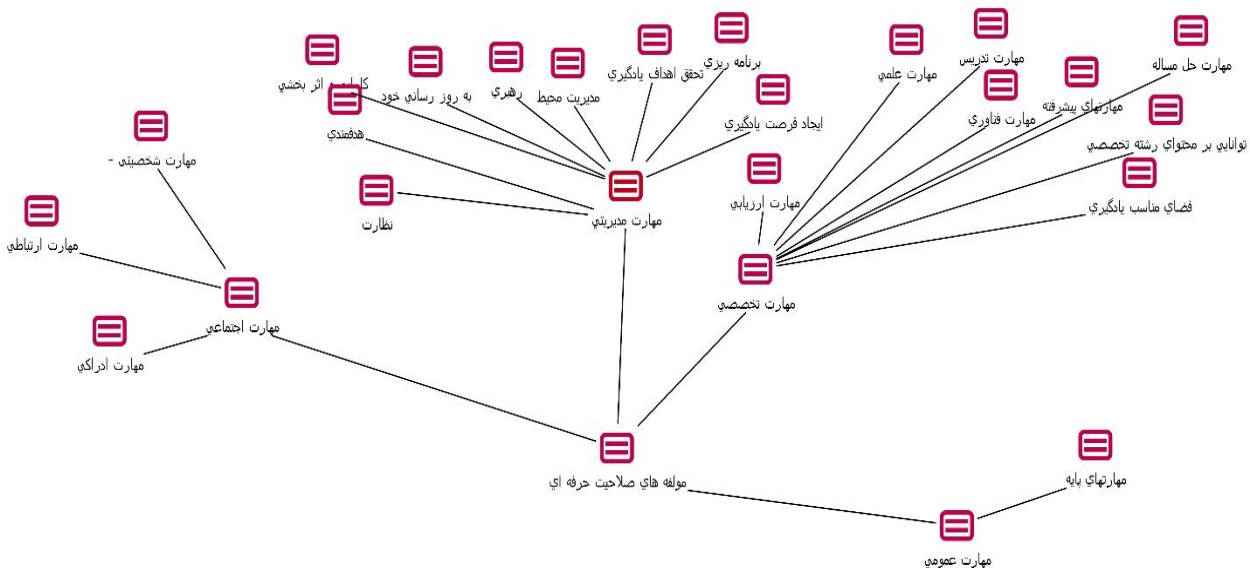 برنامه ريزي
مهارت تدريس
مهارت حل مساله
مهارت علمي
تحقق اهداف يادگيري
مهارتهاي پيشرفته
مديريت محيط
رهبري
به روز رساني خود
اثر بخشي
مهارت فناوري
ايجاد فرصت يادگيري
هدفمندي
توانايي بر محتواي رشته تخصصي
مهارت شخصيتي -
مهارت ارزيابي
فضاي مناسب يادگيري
نظارت
مهارت مديريتي
مهارت ارتباطي
مهارت تخصصي
مهارت اجتماعي
مهارت ادراكي
مولفه هاي صلاحيت حرفه اي
مهارتهاي پايه
مهارت عمومي